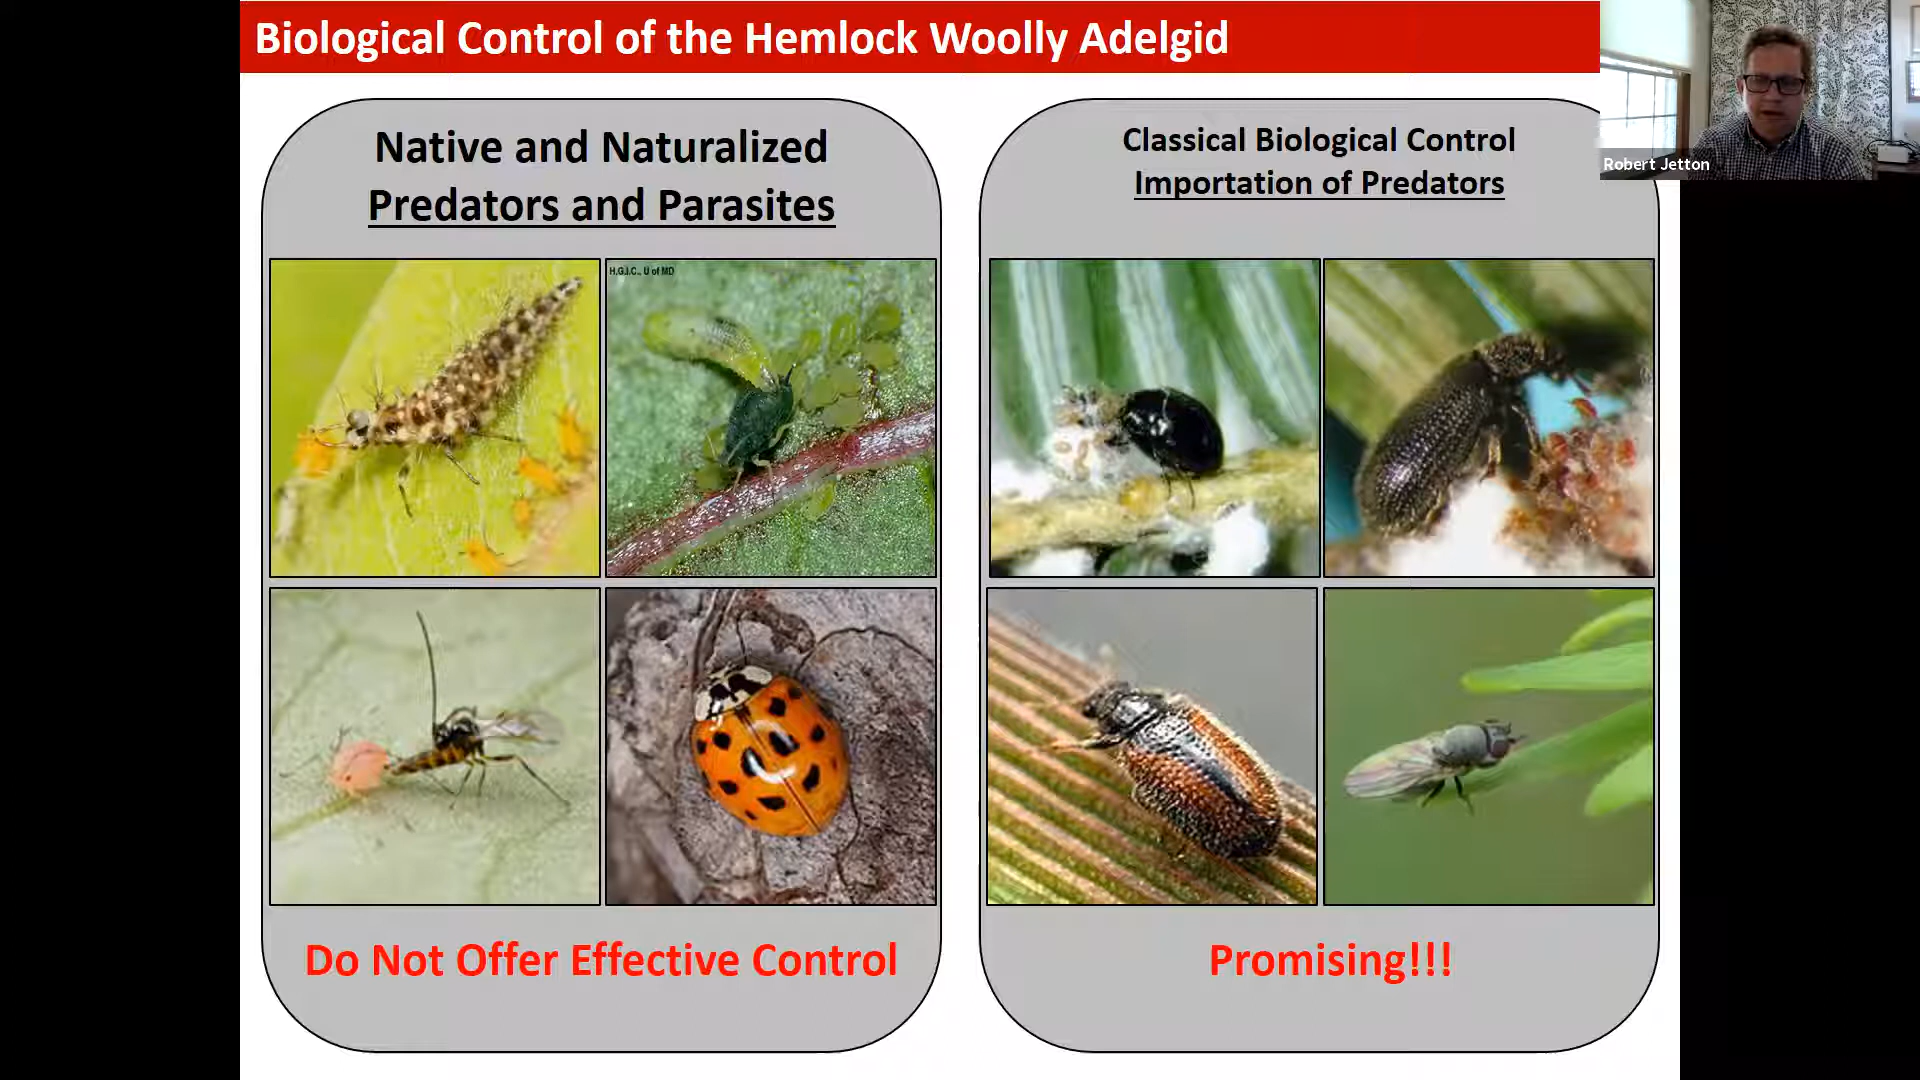 Biological Control of the Hemlock Woolly Adelgid
Robert Jetton
Native and Naturalized
Predators and Parasites
H.G.I.C., U of MD
Do Not Offer Effective Control
Classical Biological Control
Importation of Predators
Promising!!!